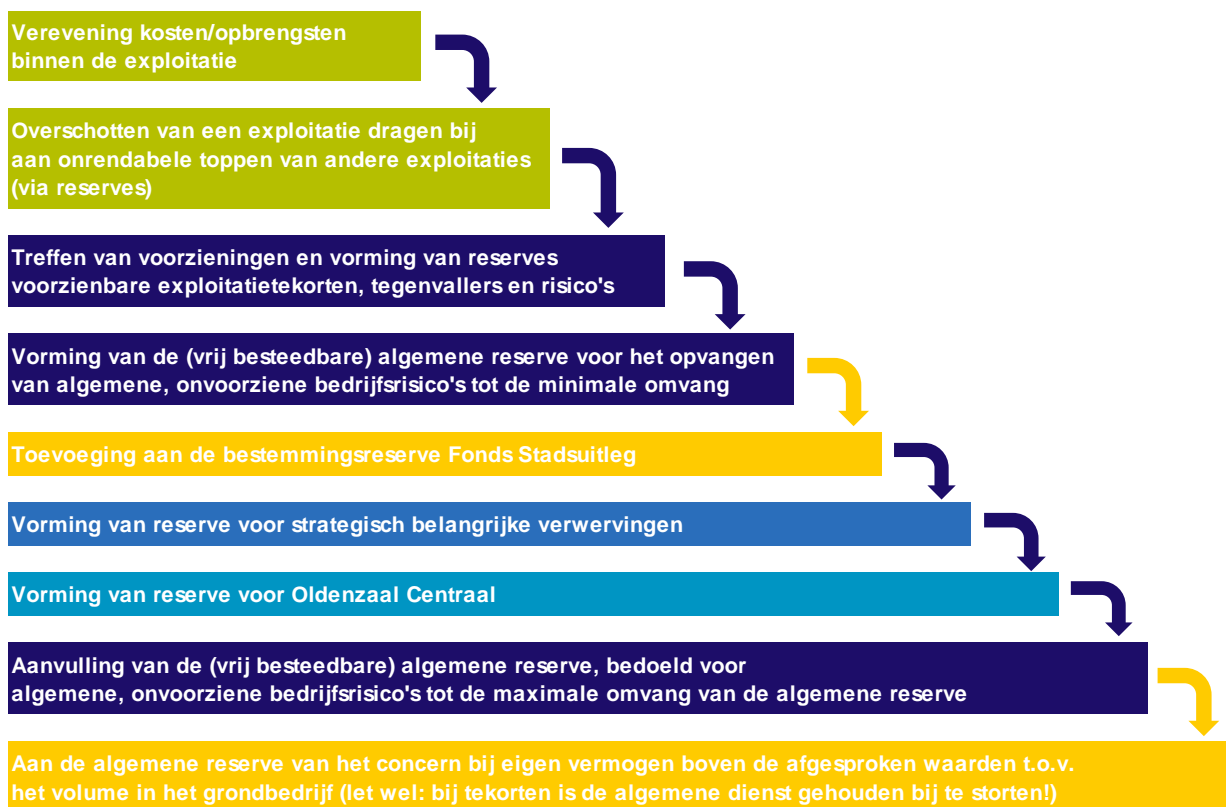 Verevening kosten/opbrengsten
binnen de exploitatie
Overschotten van een exploitatie dragen bij
aan onrendabele toppen van andere exploitaties
(via reserves)
Treffen van voorzieningen en vorming van reserves
voorzienbare exploitatietekorten, tegenvallers en risico's
Vorming van de (vrij besteedbare) algemene reserve voor het opvangen
van algemene, onvoorziene bedrijfsrisico's tot de minimale omvang
Toevoeging aan de bestemmingsreserve Fonds Stadsuitleg
Vorming van reserve voor strategisch belangrijke verwervingen
Vorming van reserve voor Oldenzaal Centraal
Aanvulling van de (vrij besteedbare) algemene reserve, bedoeld voor
algemene, onvoorziene bedrijfsrisico's tot de maximale omvang van de algemene reserve
Aan de algemene reserve van het concern bij eigen vermogen boven de afgesproken waarden t.o.v.
het volume in het grondbedrijf (let wel: bij tekorten is de algemene dienst gehouden bij te storten!)